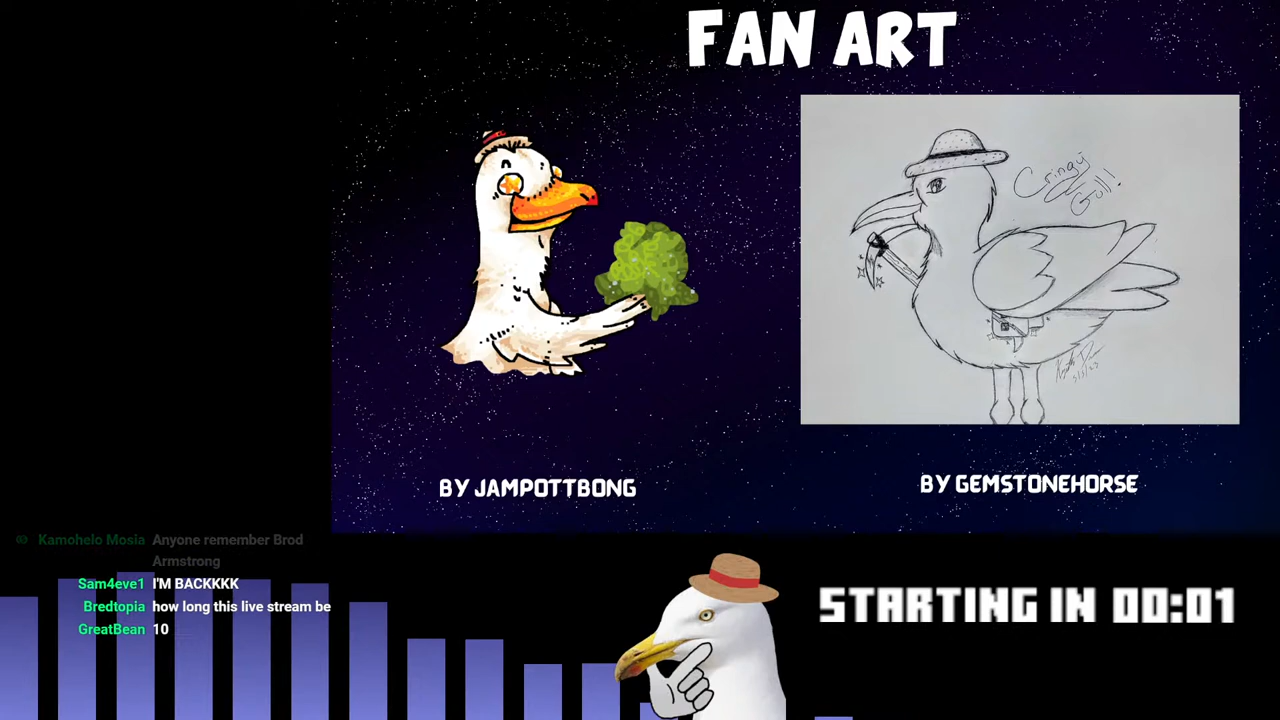 FAN ART
Cringy
Gull.
BY JAMPOTTBONG
BY GEMSTONEHORSE
Kamohelo Mosia Anyone remember Brod
Armstrong
Sam4eve1 I'M BACKKKK
Bredtopia how long this live stream be
GreatBean 10
STARTING IN 00:01